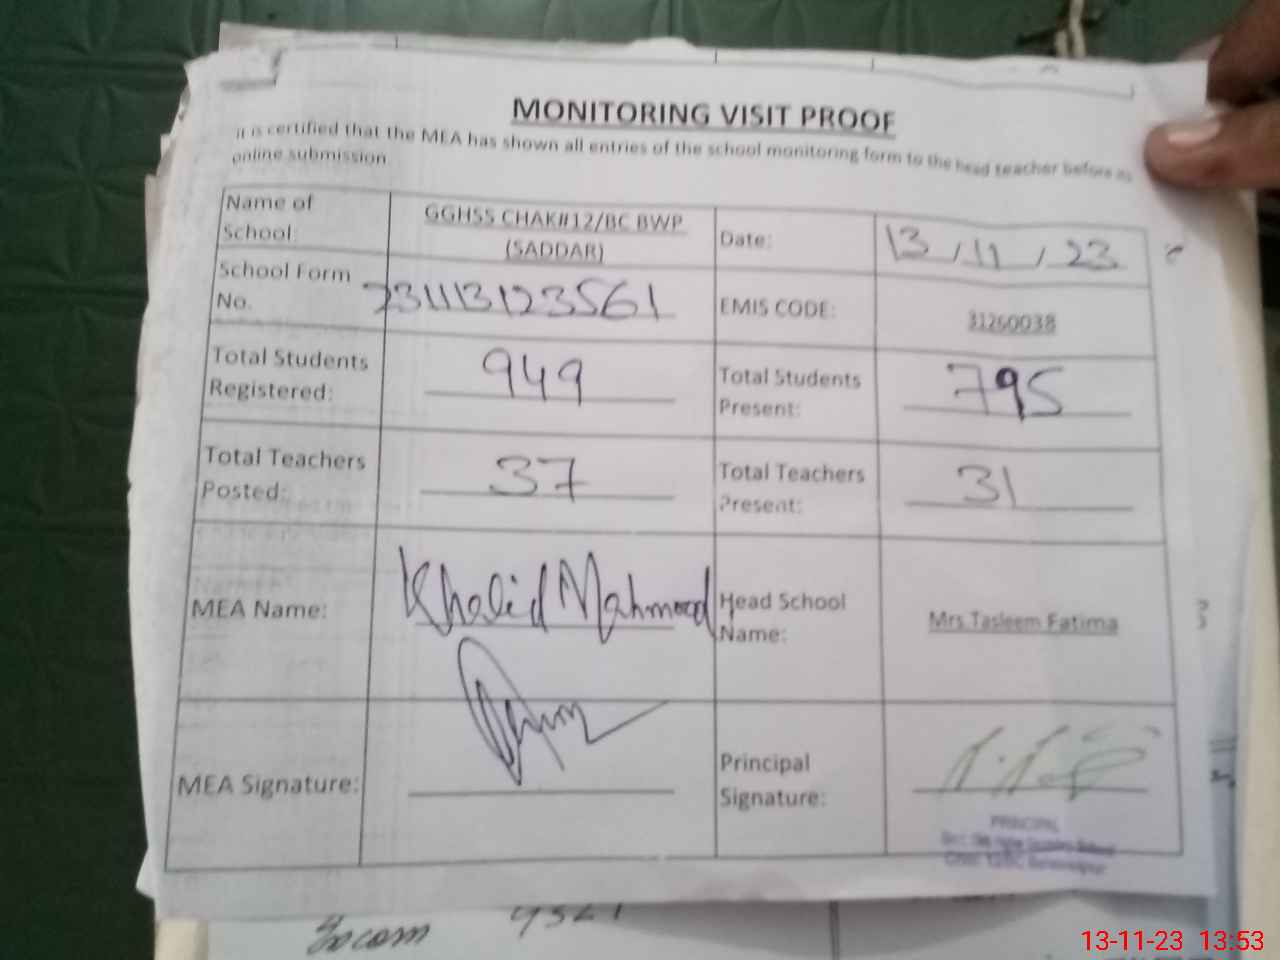 MONITORING VISIT PROOF
It is certified that the MEA has shown all entries of the school monitoring form to the head teacher before its
online submission.
Name of School: GGHSS CHAK#12/BC BWP (SADDAR) Date: 13/11/23
School Form No. 231113123561 EMIS CODE: 31260038
Total Students Registered: 949 Total Students Present: 795
Total Teachers Posted: 37 Total Teachers Present: 31
MEA Name: Khalid Mahmood Head School Name: Mrs Tasleem Fatima
MEA Signature: Principal Signature:
PRINCIPAL
13-11-23 13:53